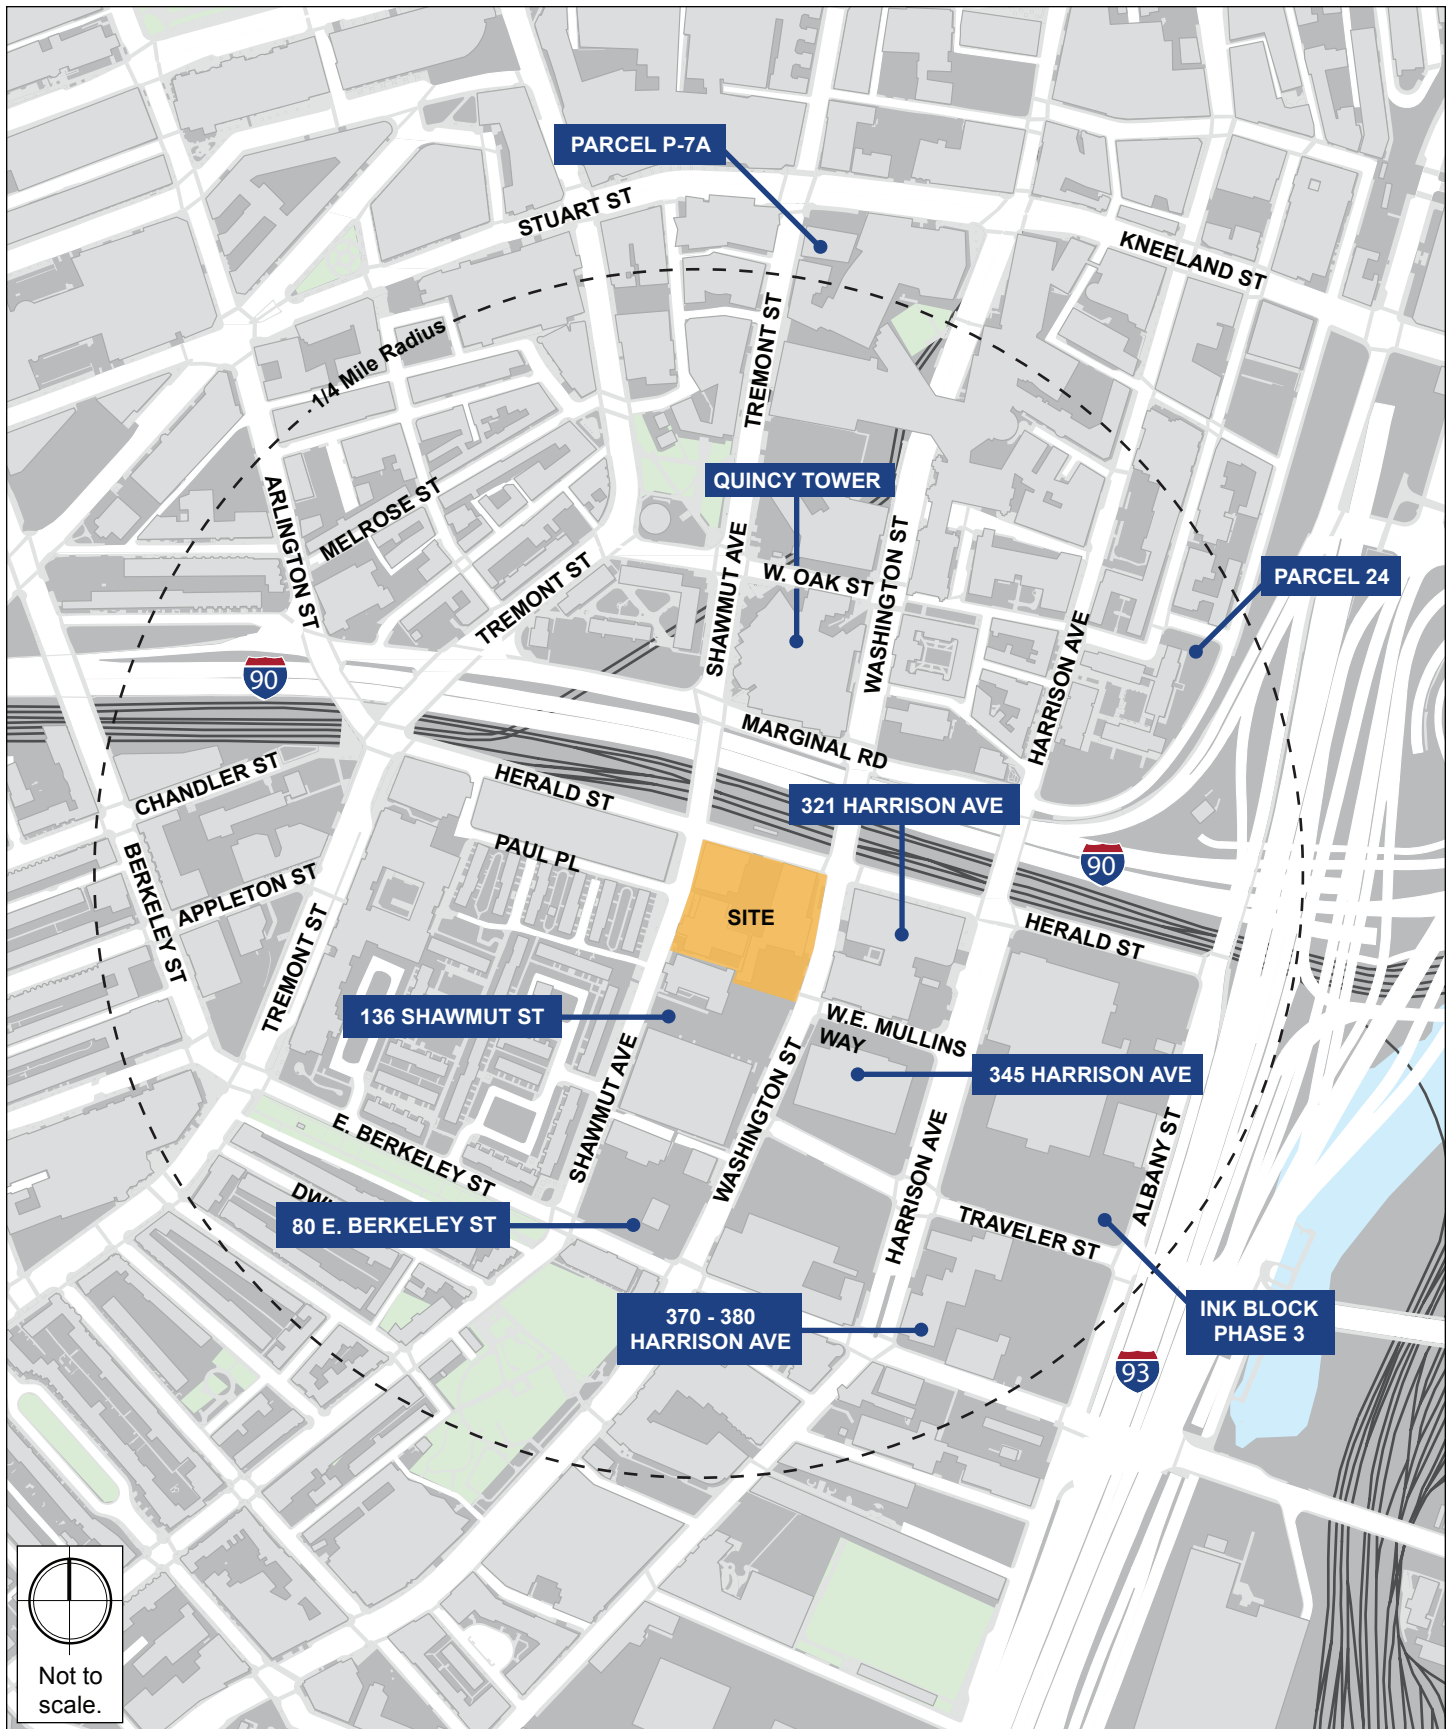 PARCEL P-7A
STUART ST
KNEELAND ST
1/4 Mile Radius
TREMONT ST
QUINCY TOWER
ARLINGTON ST
MELROSE ST
SHAWMUT AVE
WASHINGTON ST
W. OAK ST
TREMONT ST
PARCEL 24
HARRISON AVE
90
MARGINAL RD
HERALD ST
CHANDLER ST
321 HARRISON AVE
PAUL PL
90
BERKELEY ST
APPLETON ST
SITE
TREMONT ST
HERALD ST
136 SHAWMUT ST
W.E. MULLINS
WAY
345 HARRISON AVE
SHAWMUT AVE
WASHINGTON ST
HARRISON AVE
ALBANY ST
E. BERKELEY ST
80 E. BERKELEY ST
TRAVELER ST
370 - 380
HARRISON AVE
INK BLOCK
PHASE 3
93
Not to
scale.